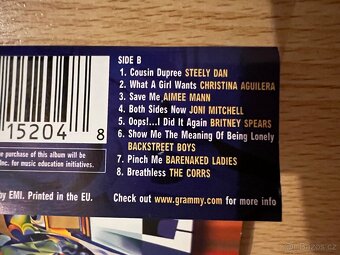 SIDE B
1. Cousin Dupree STEELY DAN
2. What A Girl Wants CHRISTINA AGUILERA
3. Save Me AIMEE MANN
4. Both Sides Now JONI MITCHELL
5. Oops!...I Did It Again BRITNEY SPEARS
6. Show Me The Meaning Of Being Lonely
BACKSTREET BOYS
7. Pinch Me BARENAKED LADIES
8. Breathless THE CORRS
15204 8
e purchase of this album will be
Inc. for music education initiatives.
by EMI. Printed in the EU.
Check out www.grammy.com for more info